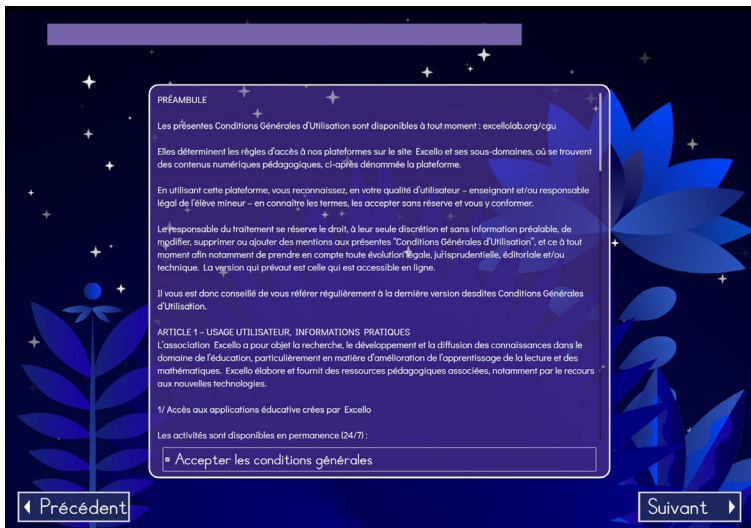 PRÉAMBULE
Les présentes Conditions Générales d'Utilisation sont disponibles à tout moment : excellolab.org/cgu
Elles déterminent les règles d'accès à nos plateformes sur le site Excello et ses sous-domaines, où se trouvent
des contenus numériques pédagogiques, ci-après dénommée la plateforme.
En utilisant cette plateforme, vous reconnaissez, en votre qualité d'utilisateur – enseignant et/ou responsable
légal de l'élève mineur – en connaître les termes, les accepter sans réserve et vous y conformer.
Le responsable du traitement se réserve le droit, à leur seule discrétion et sans information préalable, de
modifier, supprimer ou ajouter des mentions aux présentes "Conditions Générales d'Utilisation", et ce à tout
moment afin notamment de prendre en compte toute évolution légale, jurisprudentielle, éditoriale et/ou
technique. La version qui prévaut est celle qui est accessible en ligne.
Il vous est donc conseillé de vous référer régulièrement à la dernière version desdites Conditions Générales
d'Utilisation.
ARTICLE 1 – USAGE UTILISATEUR, INFORMATIONS PRATIQUES
L'association Excello a pour objet la recherche, le développement et la diffusion des connaissances dans le
domaine de l'éducation, particulièrement en matière d'amélioration de l'apprentissage de la lecture et des
mathématiques. Excello élabore et fournit des ressources pédagogiques associées, notamment par le recours
aux nouvelles technologies.
1/ Accès aux applications éducative crées par Excello
Les activités sont disponibles en permanence (24/7) :
Accepter les conditions générales
Précédent
Suivant